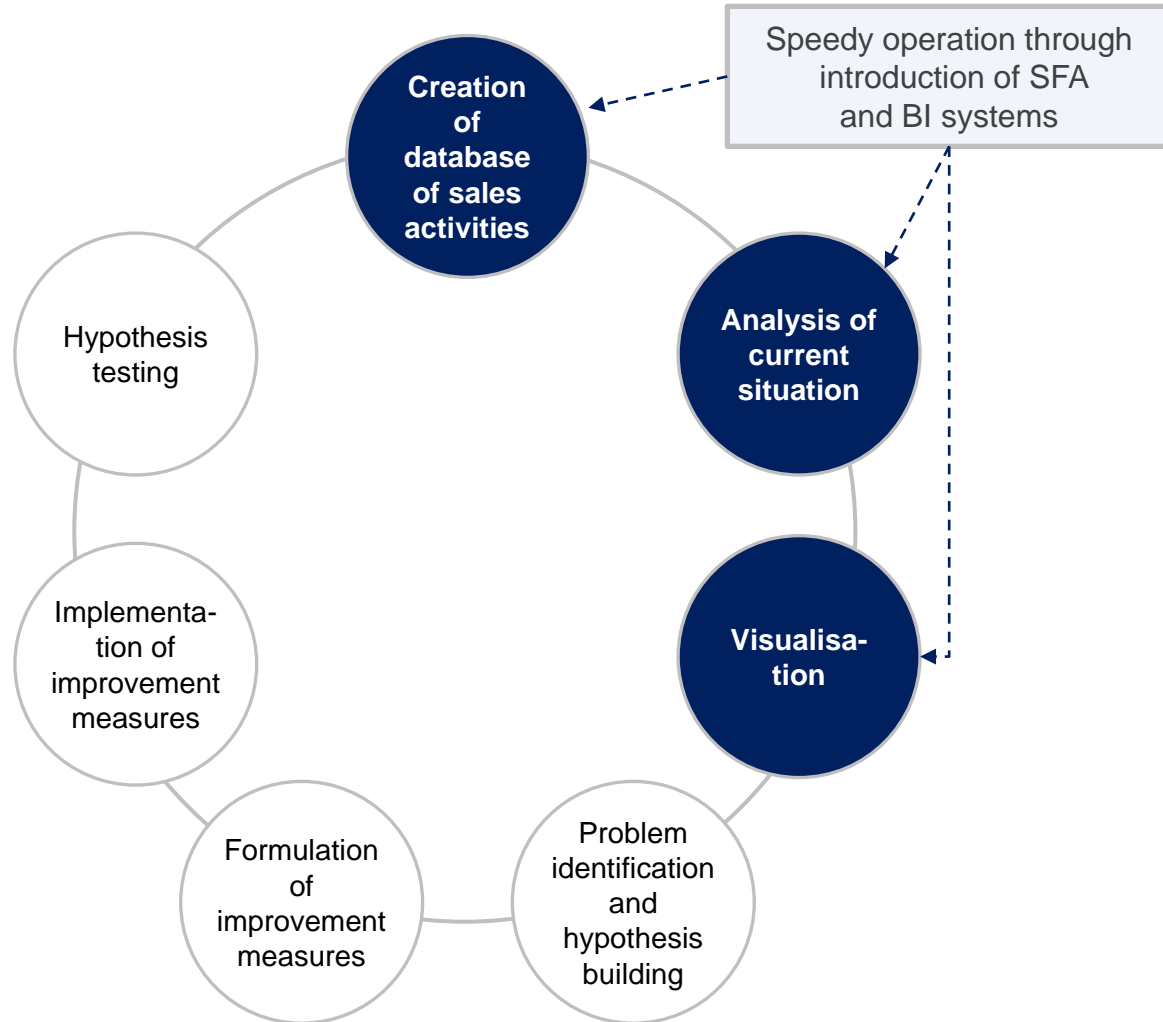 Speedy operation through
introduction of SFA
and BI systems
Creation
of
database
of sales
activities
Analysis of
current
situation
Visualisa-
tion
Problem
identification
and
hypothesis
building
Formulation
of
improvement
measures
Implementa-
tion of
improvement
measures
Hypothesis
testing